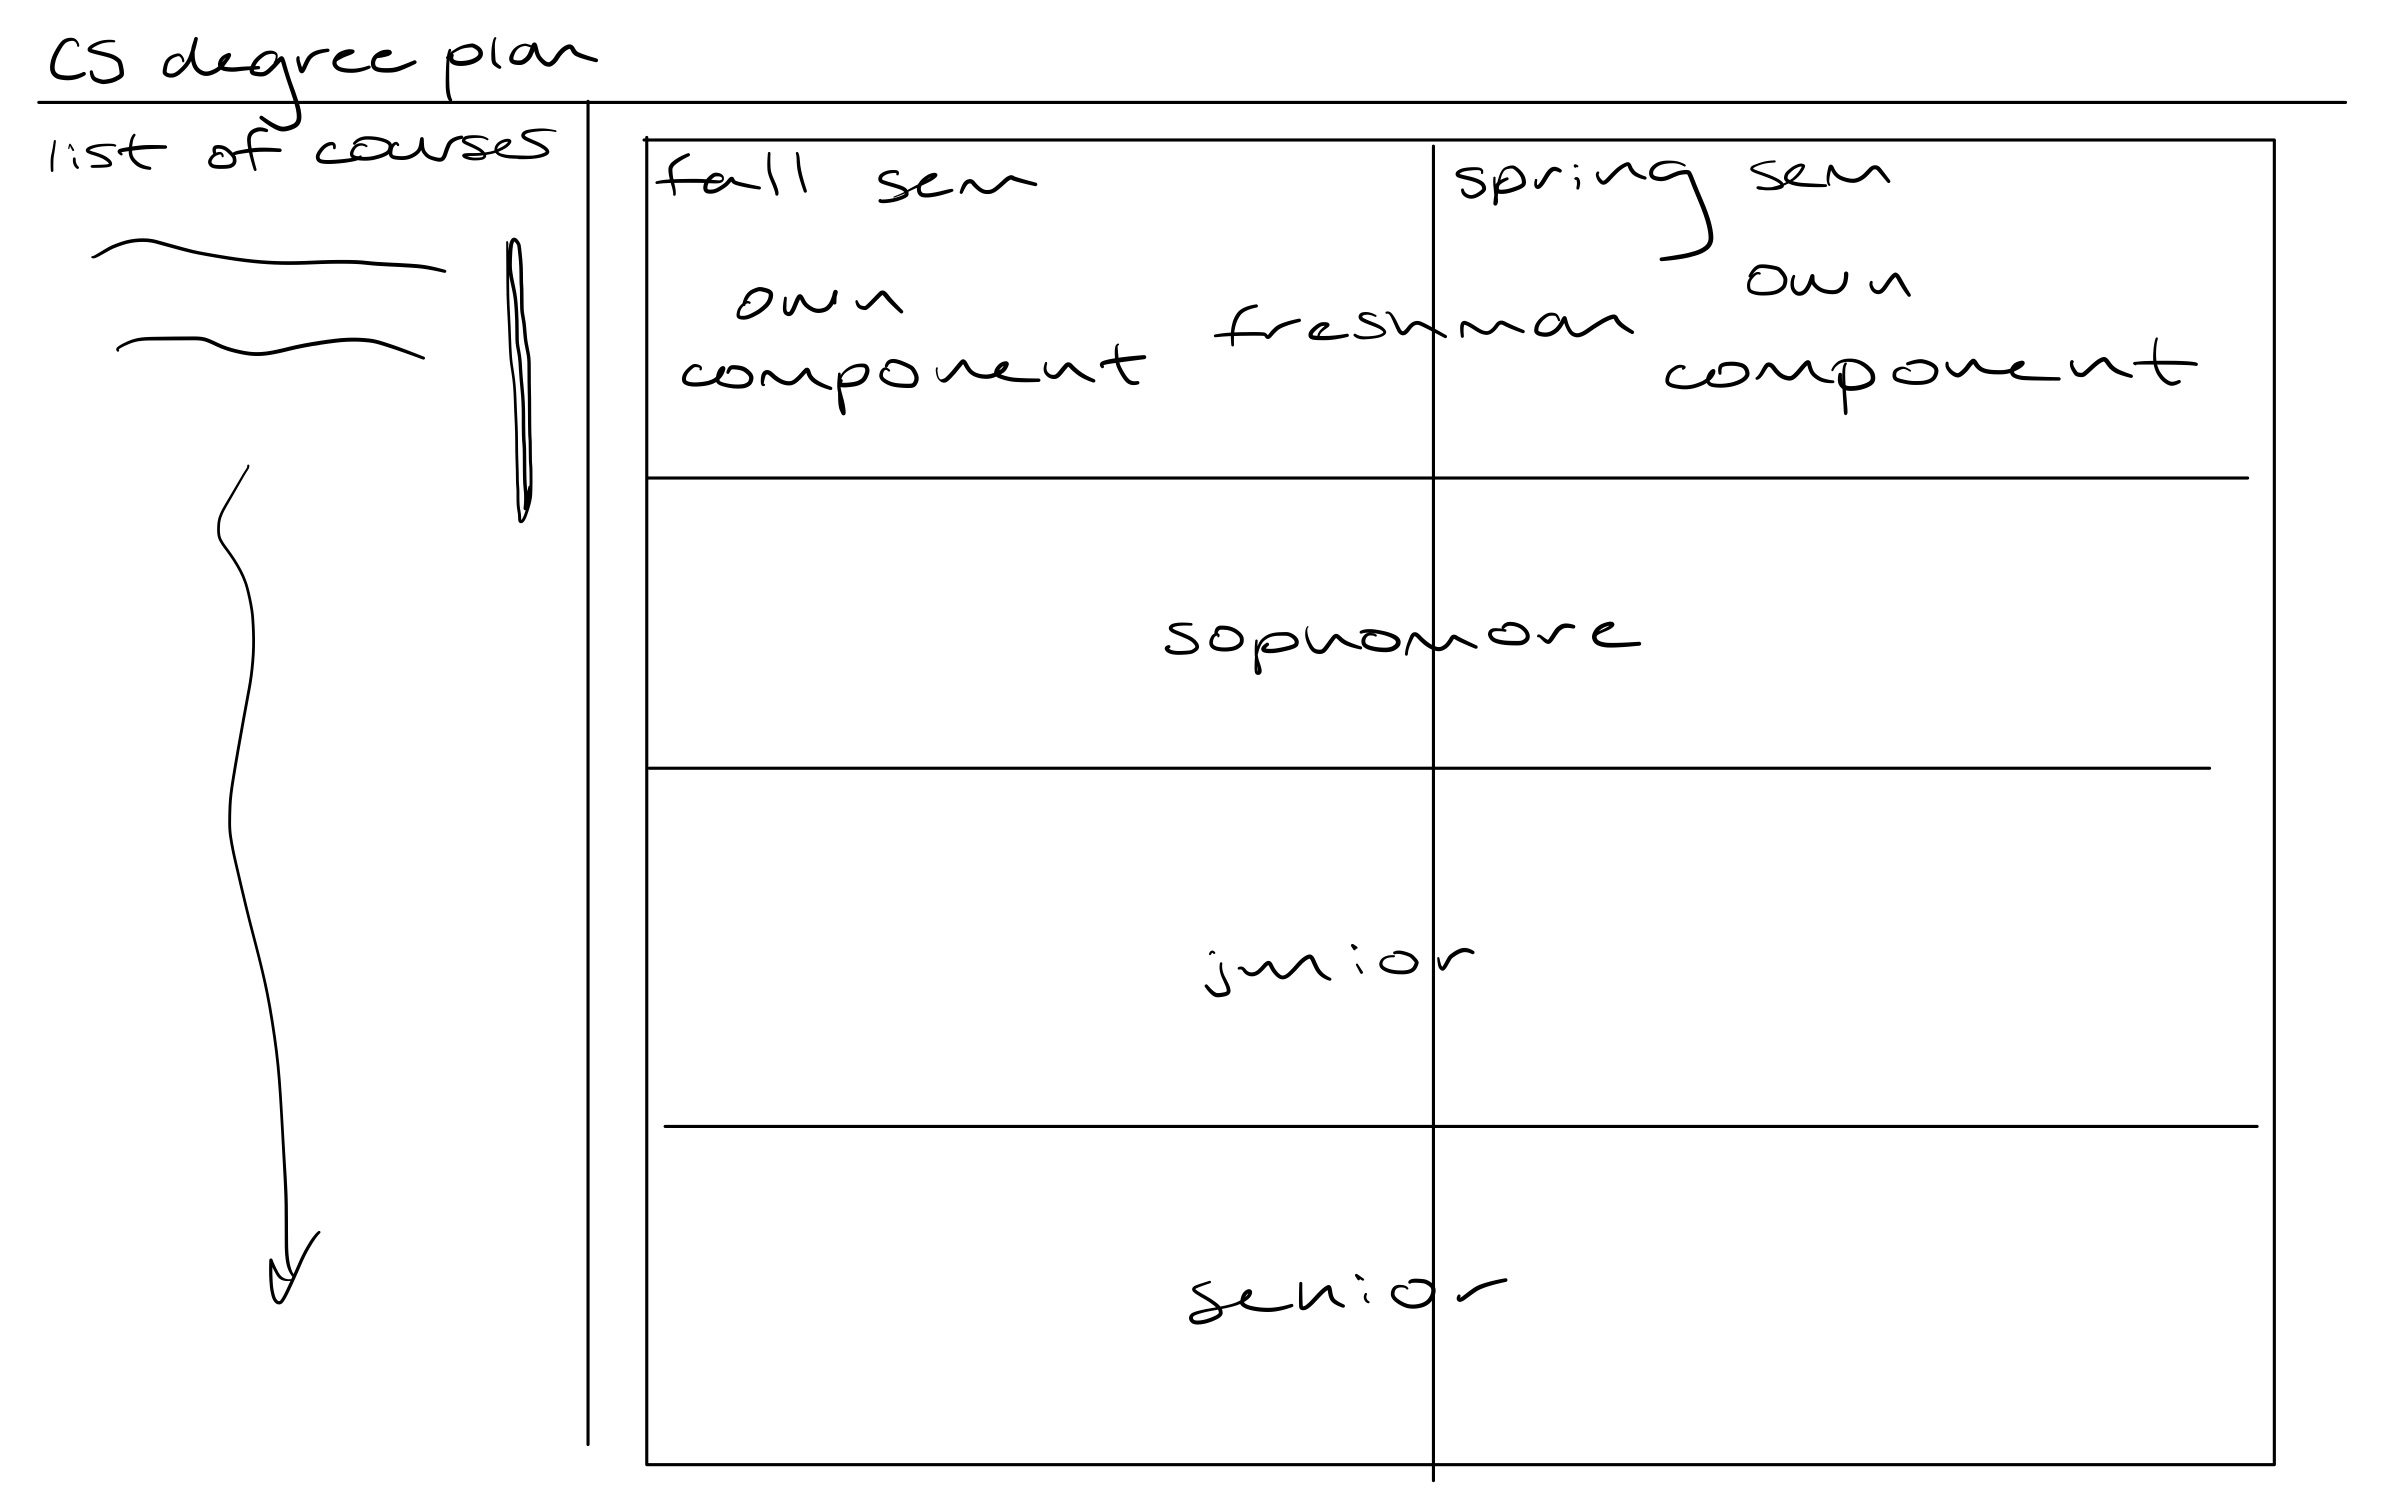 CS degree plan
list of courses
fall sem
spring sem
own
component
freshman
own
component
sophomore
junior
senior